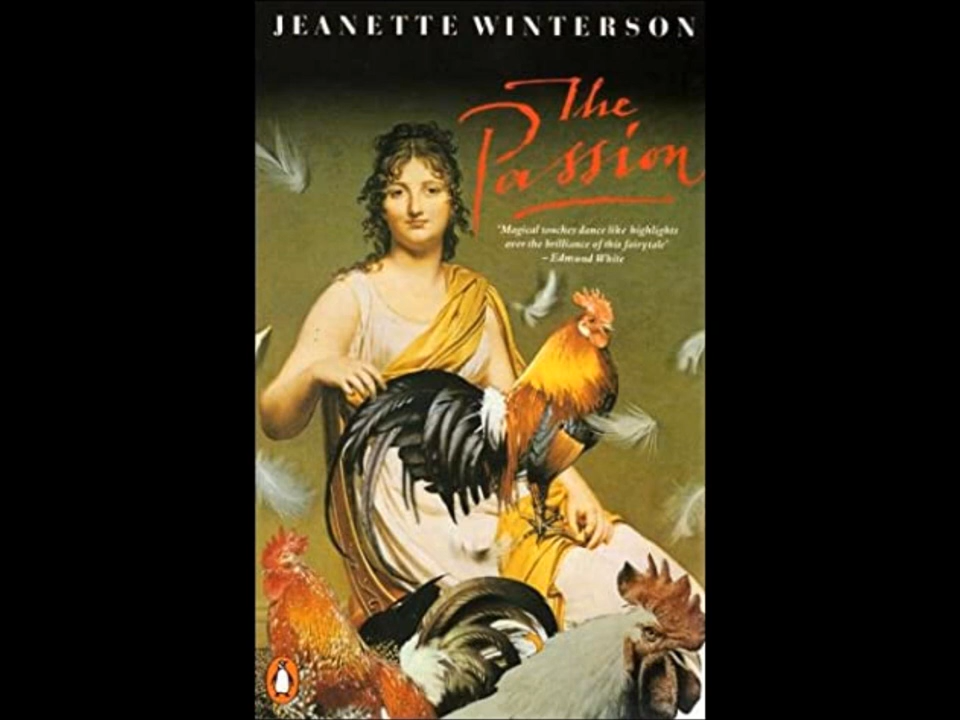 JEANETTE WINTERSON
The
Passion
'Magical touches dance like highlights
over the brilliance of this fairytale'
– Edmund White